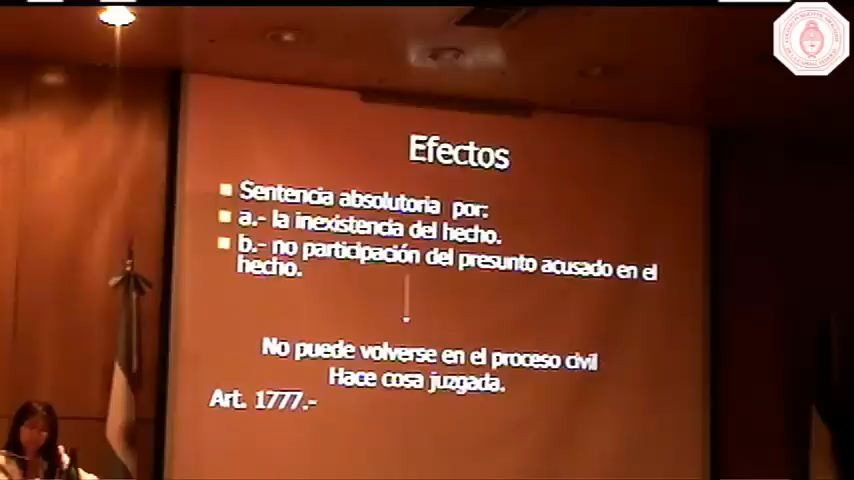 Efectos
Sentencia absolutoria por:
a.- la inexistencia del hecho.
b.- no participación del presunto acusado en el
hecho.
No puede volverse en el proceso civil
Hace cosa juzgada.
Art. 1777.-